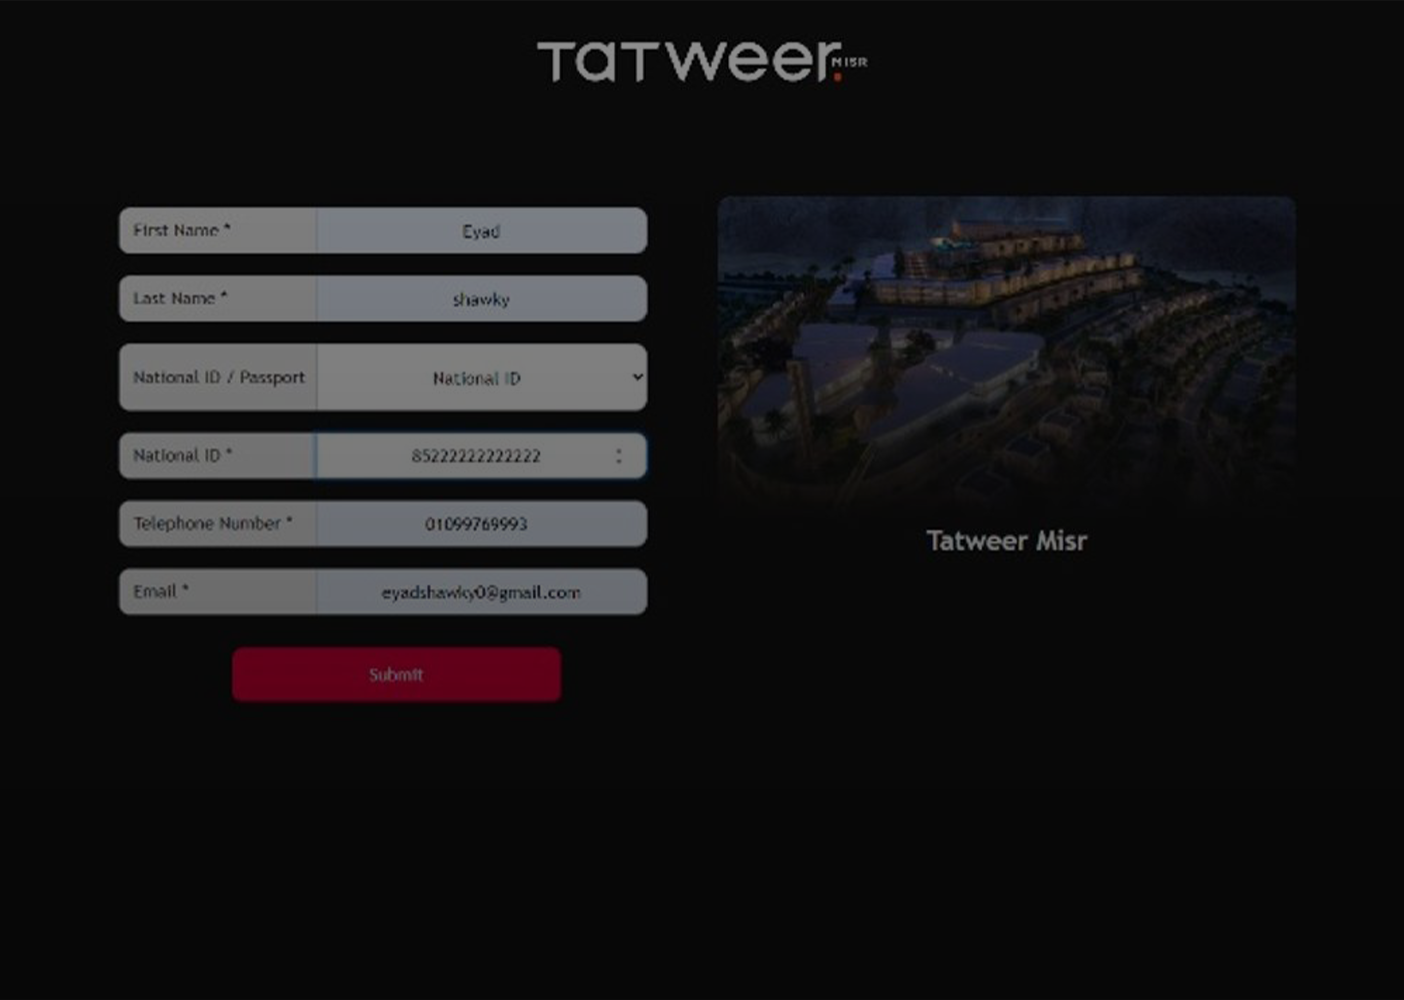 TATWEER. MISR
First Name * Eyad
Last Name * shawky
National ID / Passport National ID
National ID * 85222222222222
Telephone Number * 01099769993
Email * eyadshawky0@gmail.com
Submit
Tatweer Misr